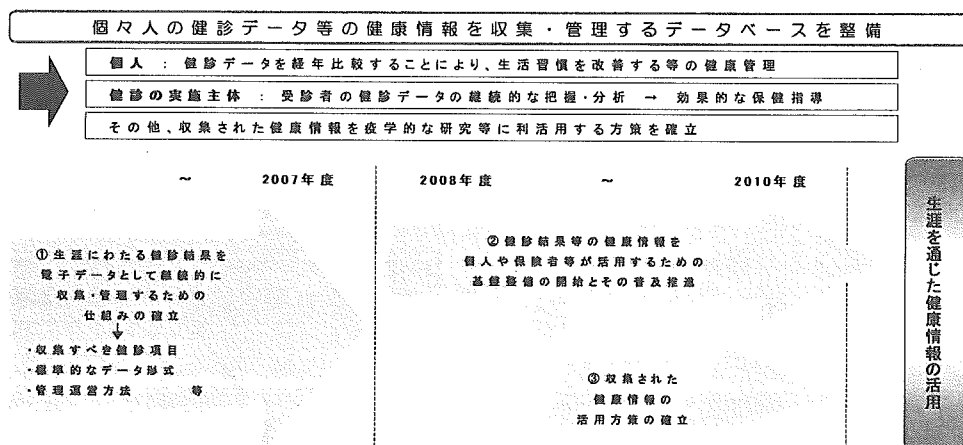 個々人の健診データ等の健康情報を収集・管理するデータベースを整備
個人 : 健診データを経年比較することにより、生活習慣を改善する等の健康管理
健診の実施主体 : 受診者の健診データの継続的な把握・分析 → 効果的な保健指導
その他、収集された健康情報を疫学的な研究等に利活用する方策を確立
～ 2007年度
2008年度 ～ 2010年度
①生涯にわたる健診結果を
電子データとして継続的に
収集・管理するための
仕組みの確立
・収集すべき健診項目
・標準的なデータ形式
・管理運営方法 等
②健診結果等の健康情報を
個人や保険者等が活用するための
基盤整備の開始とその普及推進
③収集された
健康情報の
活用方策の確立
生涯を通じた健康情報の活用